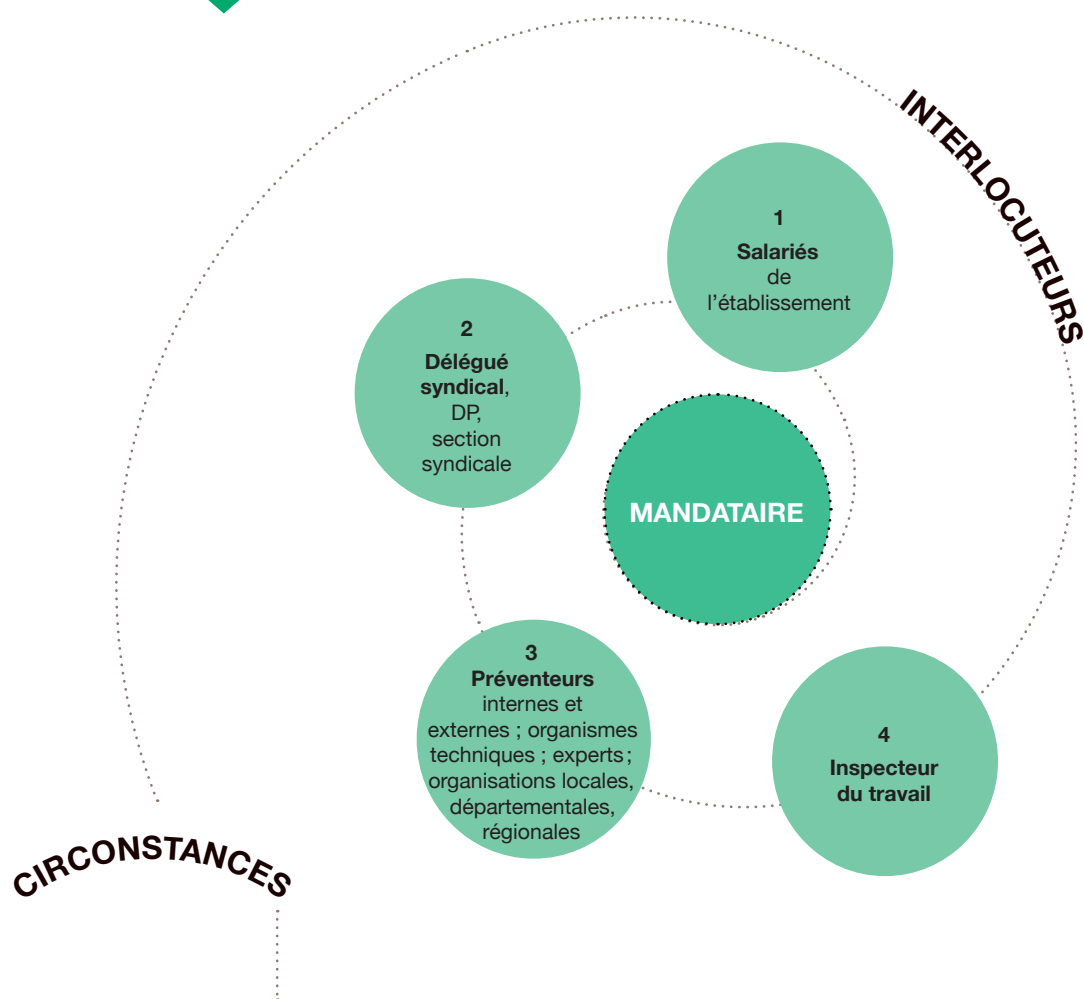 INTERLOCUTEURS
1
Salariés
de
l’établissement
2
Délégué
syndical,
DP,
section
syndicale
MANDATAIRE
3
Préventeurs
internes et
externes ; organismes
techniques ; experts ;
organisations locales,
départementales,
régionales
4
Inspecteur
du travail
CIRCONSTANCES